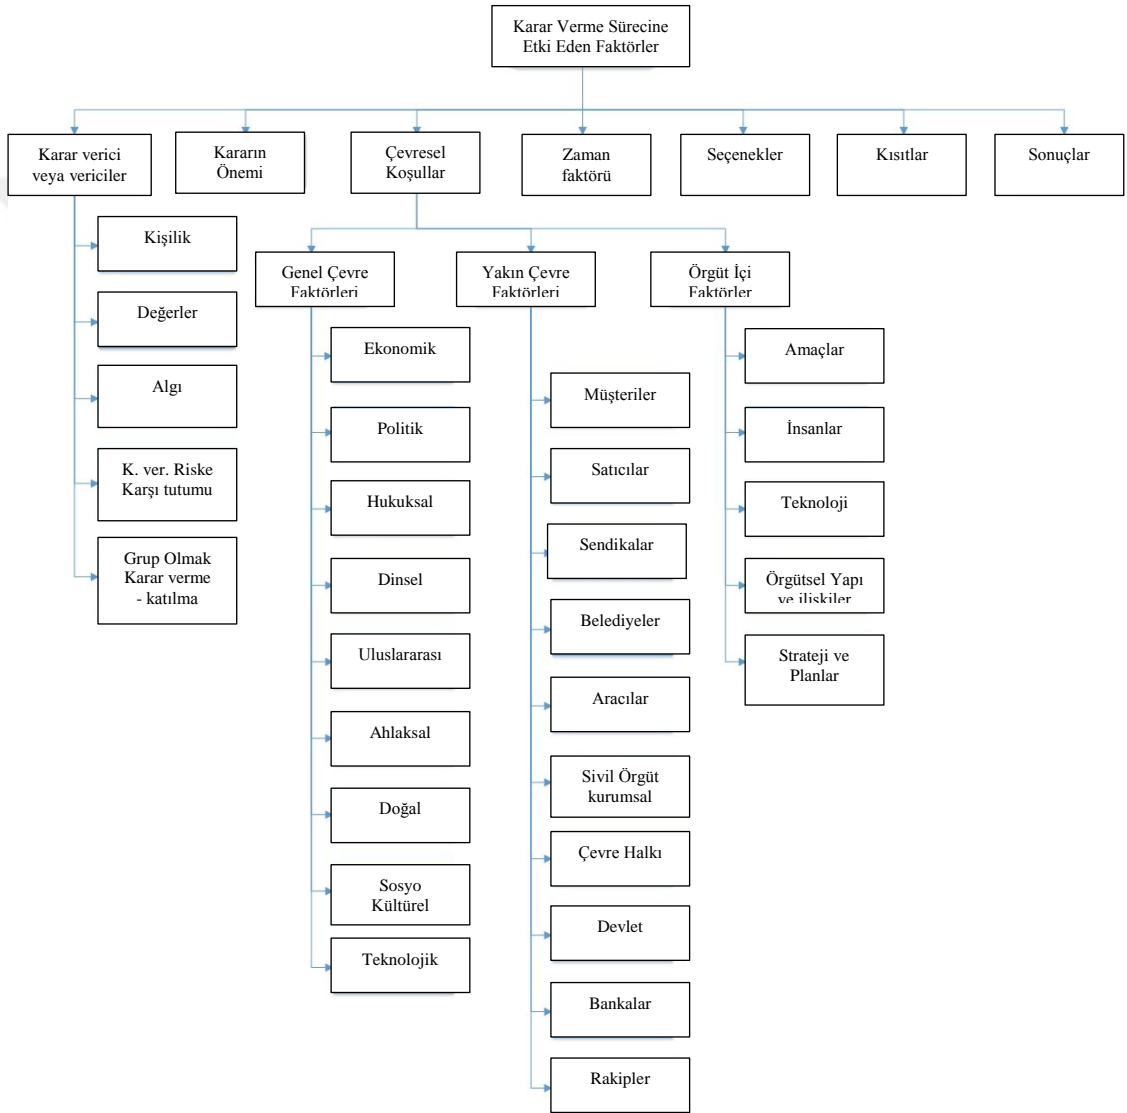 Karar Verme Sürecine
Etki Eden Faktörler
Karar verici
veya vericiler
Kararın
Önemi
Çevresel
Koşullar
Zaman
faktörü
Seçenekler
Kısıtlar
Sonuçlar
Kişilik
Değerler
Algı
K. ver. Riske
Karşı tutumu
Grup Olmak
Karar verme
- katılma
Genel Çevre
Faktörleri
Ekonomik
Politik
Hukuksal
Dinsel
Uluslararası
Ahlaksal
Doğal
Sosyo
Kültürel
Teknolojik
Yakın Çevre
Faktörleri
Müşteriler
Satıcılar
Sendikalar
Belediyeler
Aracılar
Sivil Örgüt
kurumsal
Çevre Halkı
Devlet
Bankalar
Rakipler
Örgüt İçi
Faktörler
Amaçlar
İnsanlar
Teknoloji
Örgütsel Yapı
ve ilişkiler
Strateji ve
Planlar